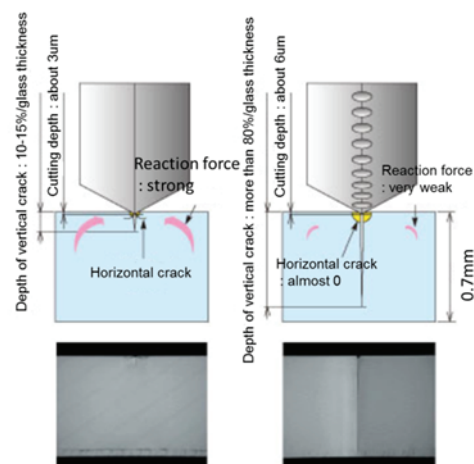 Depth of vertical crack : 10-15%/glass thickness
Cutting depth : about 3um
Reaction force
: strong
Horizontal crack
Depth of vertical crack : more than 80%/glass thickness
Cutting depth : about 6um
Reaction force
: very weak
Horizontal crack
: almost 0
0.7mm